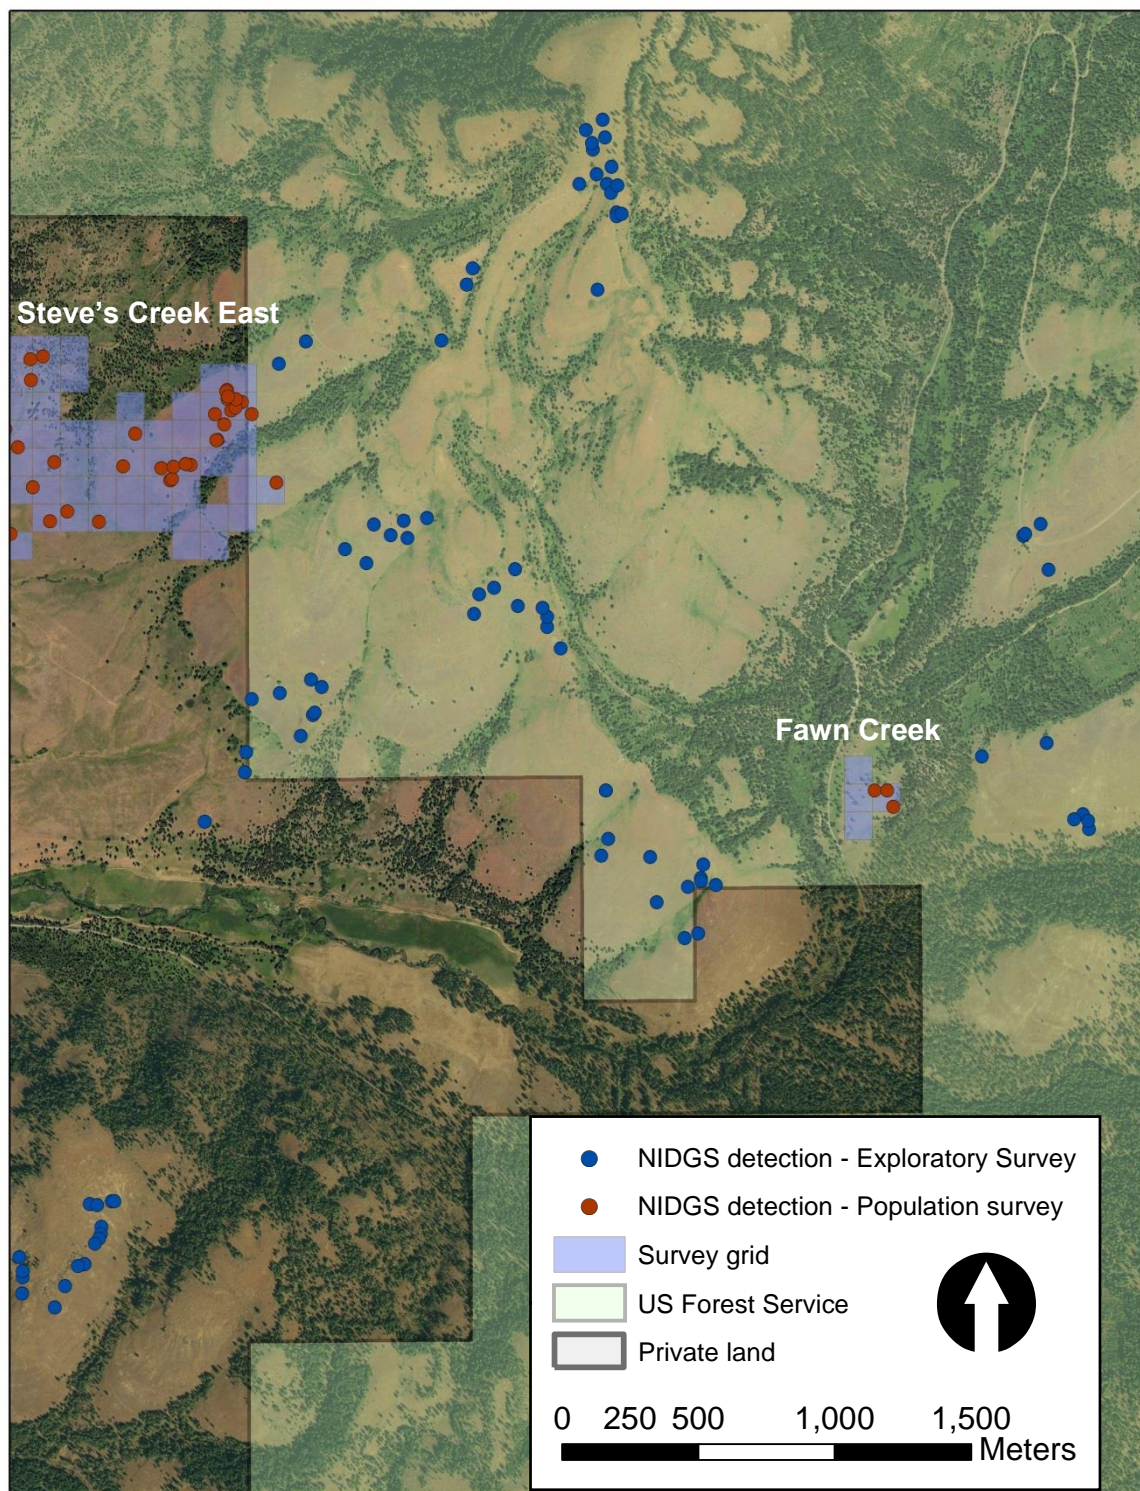 Steve's Creek East
Fawn Creek
NIDGS detection - Exploratory Survey
NIDGS detection - Population survey
Survey grid
US Forest Service
Private land
0 250 500 1,000 1,500
Meters